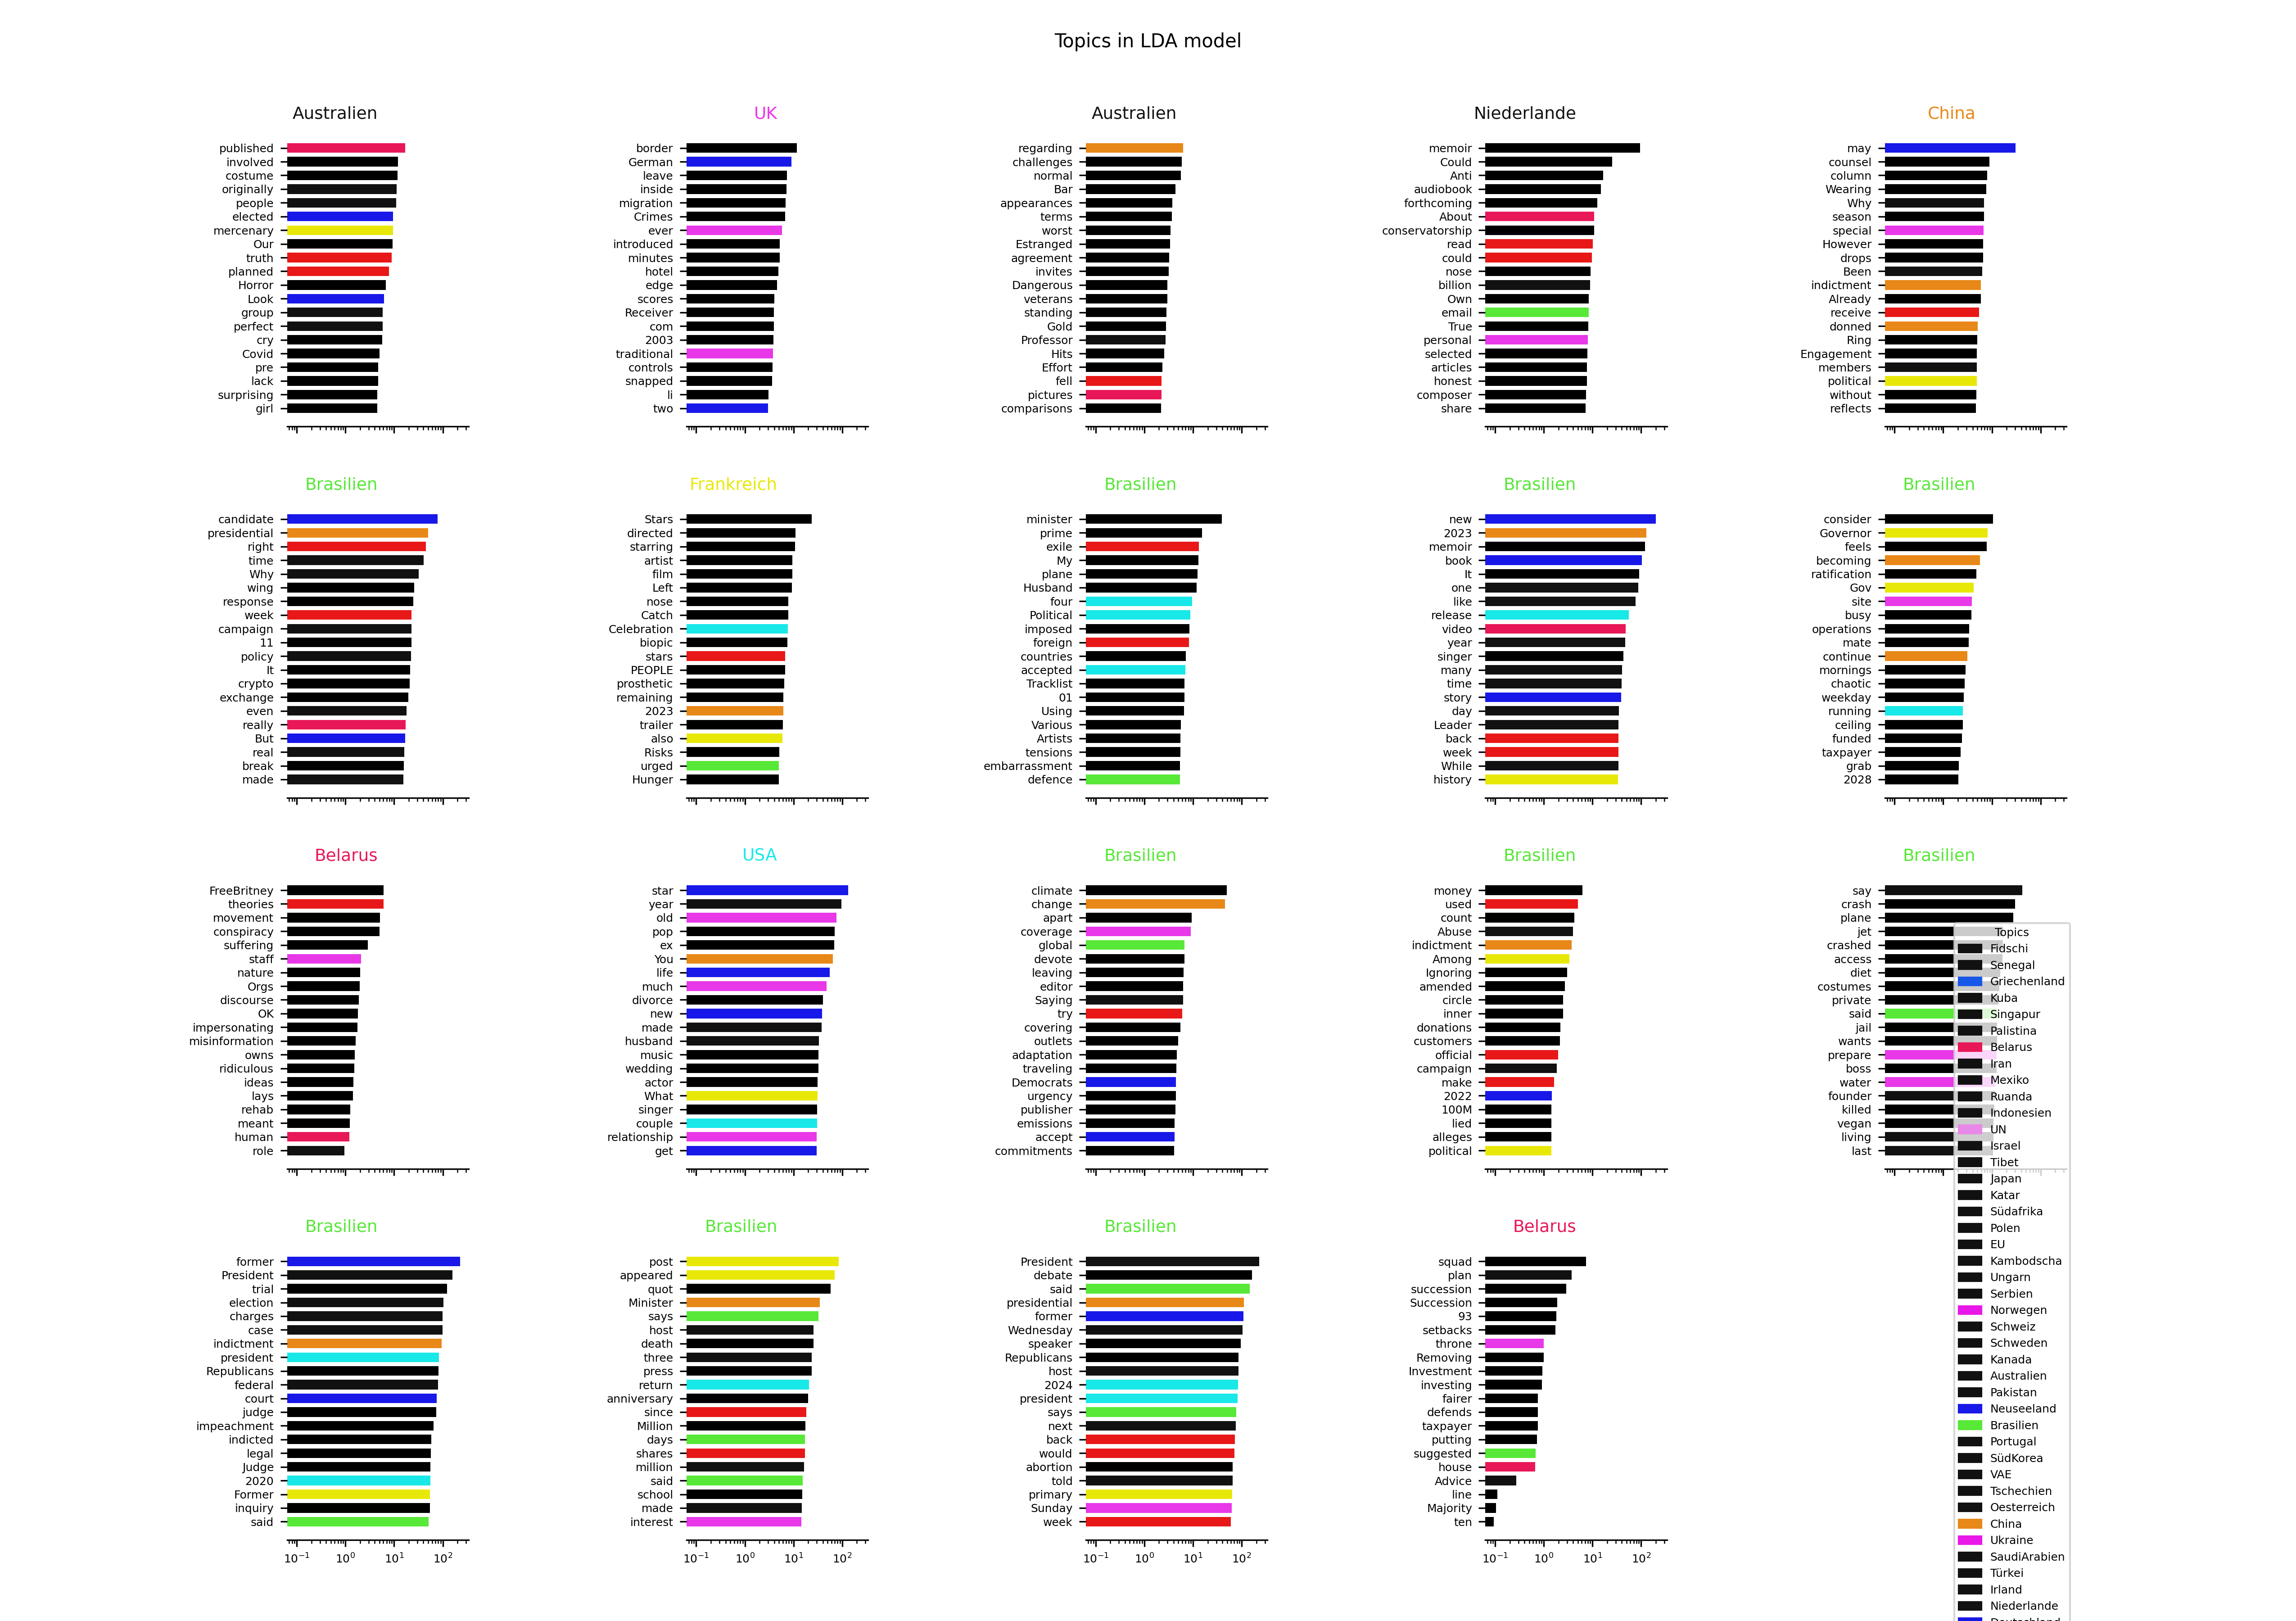 Topics in LDA model
Australien
published
involved
costume
originally
people
elected
mercenary
Our
truth
planned
Horror
Look
group
perfect
cry
Covid
pre
lack
surprising
girl
UK
border
German
leave
inside
migration
Crimes
ever
introduced
minutes
hotel
edge
scores
Receiver
com
2003
traditional
controls
snapped
li
two
Australien
regarding
challenges
normal
Bar
appearances
terms
worst
Estranged
agreement
invites
Dangerous
veterans
standing
Gold
Professor
Hits
Effort
fell
pictures
comparisons
Niederlande
memoir
Could
Anti
audiobook
forthcoming
About
conservatorship
read
could
nose
billion
Own
email
True
personal
selected
articles
honest
composer
share
China
may
counsel
column
Wearing
Why
season
special
However
drops
Been
indictment
Already
receive
donned
Ring
Engagement
members
political
without
reflects
Brasilien
candidate
presidential
right
time
Why
wing
response
week
campaign
11
policy
It
crypto
exchange
even
really
But
real
break
made
Frankreich
Stars
directed
starring
artist
film
Left
nose
Catch
Celebration
biopic
stars
PEOPLE
prosthetic
remaining
2023
trailer
also
Risks
urged
Hunger
Brasilien
minister
prime
exile
My
plane
Husband
four
Political
imposed
foreign
countries
accepted
Tracklist
01
Using
Various
Artists
tensions
embarrassment
defence
Brasilien
new
2023
memoir
book
It
one
like
release
video
year
singer
many
time
story
day
Leader
back
week
While
history
Brasilien
consider
Governor
feels
becoming
ratification
Gov
site
busy
operations
mate
continue
mornings
chaotic
weekday
running
ceiling
funded
taxpayer
grab
2028
Belarus
FreeBritney
theories
movement
conspiracy
suffering
staff
nature
Orgs
discourse
OK
impersonating
misinformation
owns
ridiculous
ideas
lays
rehab
meant
human
role
USA
star
year
old
pop
ex
You
life
much
divorce
new
made
husband
music
wedding
actor
What
singer
couple
relationship
get
Brasilien
climate
change
apart
coverage
global
devote
leaving
editor
Saying
try
covering
outlets
adaptation
traveling
Democrats
urgency
publisher
emissions
accept
commitments
Brasilien
money
used
count
Abuse
indictment
Among
Ignoring
amended
circle
inner
donations
customers
official
campaign
make
2022
100M
lied
alleges
political
Brasilien
say
crash
plane
jet
crashed
access
diet
costumes
private
said
jail
wants
prepare
boss
water
founder
killed
vegan
living
last
Brasilien
former
President
trial
election
charges
case
indictment
president
Republicans
federal
court
judge
impeachment
indicted
legal
Judge
2020
Former
inquiry
said
10⁻¹ 10⁰ 10¹ 10²
Brasilien
post
appeared
quot
Minister
says
host
death
three
press
return
anniversary
since
Million
days
shares
million
said
school
made
interest
10⁻¹ 10⁰ 10¹ 10²
Brasilien
President
debate
said
presidential
former
Wednesday
speaker
Republicans
host
2024
president
says
next
back
would
abortion
told
primary
Sunday
week
10⁻¹ 10⁰ 10¹ 10²
Belarus
squad
plan
succession
Succession
93
setbacks
throne
Removing
Investment
investing
fairer
defends
taxpayer
putting
suggested
house
Advice
line
Majority
ten
10⁻¹ 10⁰ 10¹ 10²
Topics
Fidschi
Senegal
Griechenland
Kuba
Singapur
Palistina
Belarus
Iran
Mexiko
Ruanda
Indonesien
UN
Israel
Tibet
Japan
Katar
Südafrika
Polen
EU
Kambodscha
Ungarn
Serbien
Norwegen
Schweiz
Schweden
Kanada
Australien
Pakistan
Neuseeland
Brasilien
Portugal
SüdKorea
VAE
Tschechien
Oesterreich
China
Ukraine
SaudiArabien
Türkei
Irland
Niederlande